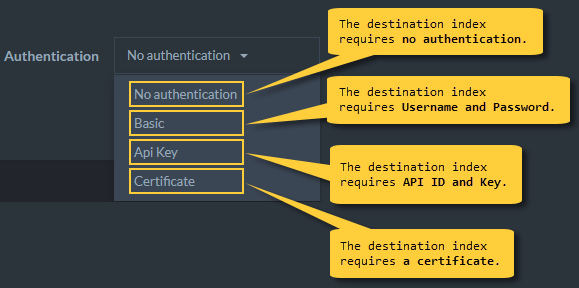 Authentication
No authentication
No authentication
Basic
Api Key
Certificate
The destination index
requires no authentication.
The destination index
requires Username and Password.
The destination index
requires API ID and Key.
The destination index
requires a certificate.